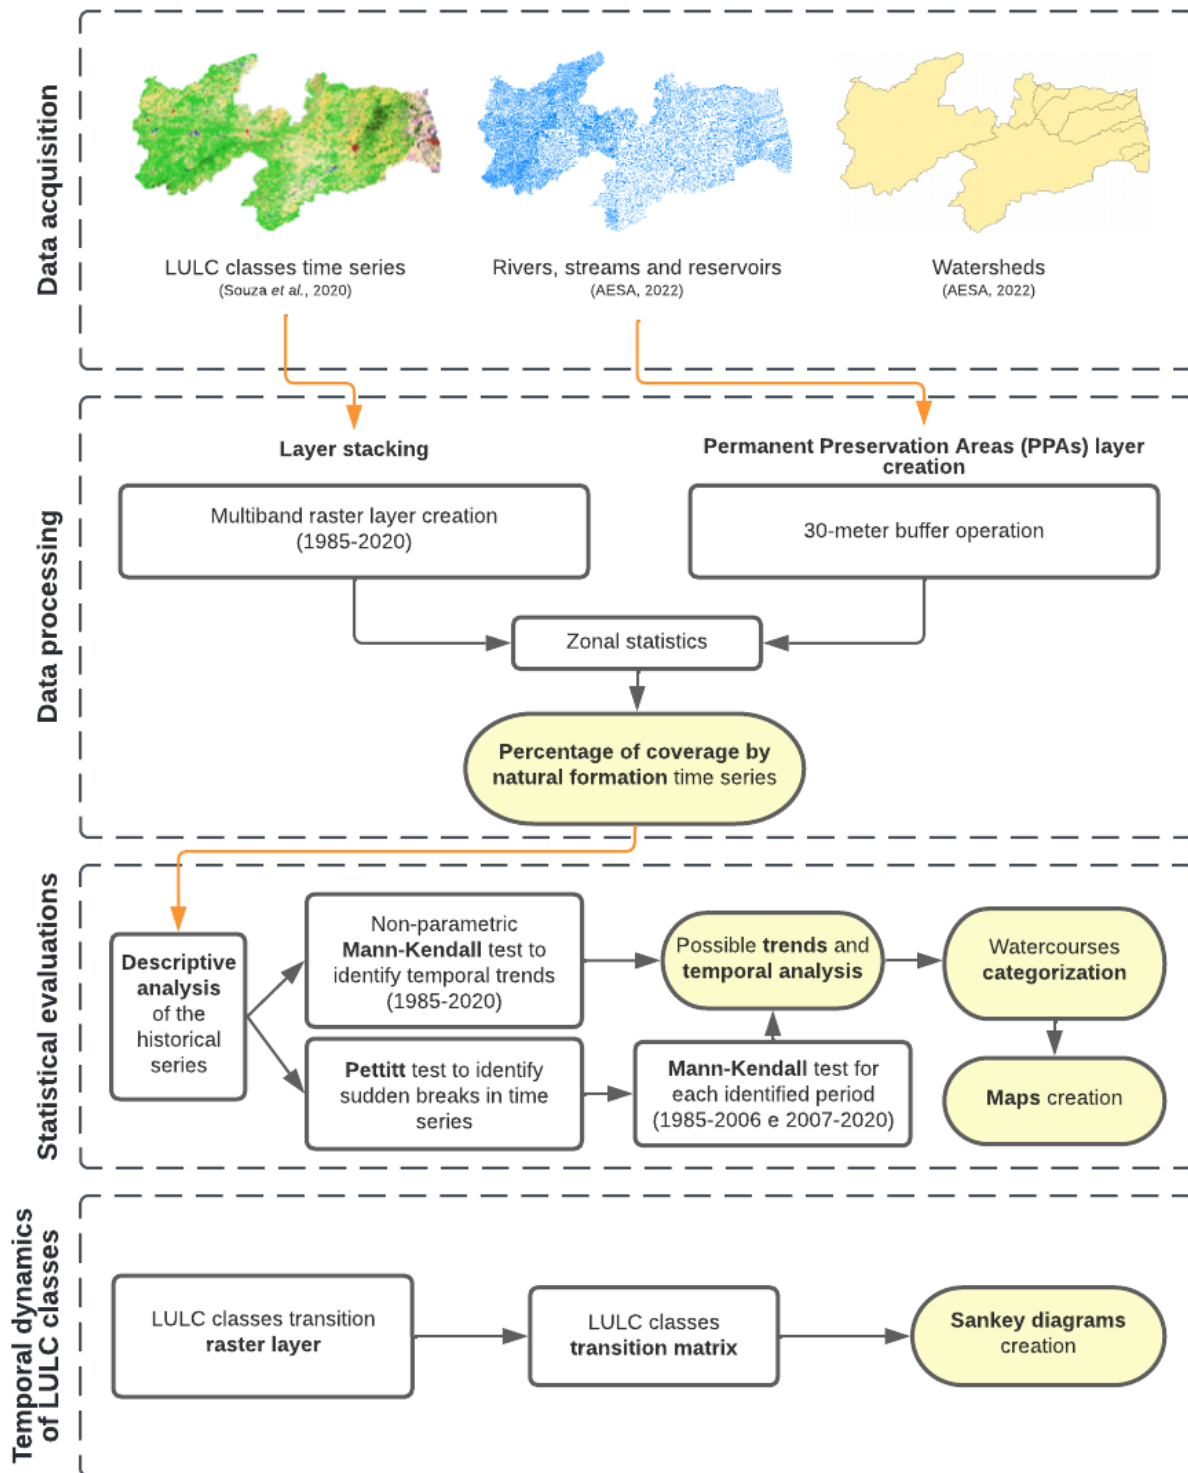 Data acquisition
LULC classes time series
(Souza et al., 2020)
Rivers, streams and reservoirs
(AESA, 2022)
Watersheds
(AESA, 2022)
Data processing
Layer stacking
Multiband raster layer creation
(1985-2020)
Permanent Preservation Areas (PPAs) layer
creation
30-meter buffer operation
Zonal statistics
Percentage of coverage by
natural formation time series
Statistical evaluations
Descriptive
analysis
of the
historical
series
Non-parametric
Mann-Kendall test to
identify temporal trends
(1985-2020)
Pettitt test to identify
sudden breaks in time
series
Mann-Kendall test for
each identified period
(1985-2006 e 2007-2020)
Possible trends and
temporal analysis
Watercourses
categorization
Maps creation
Temporal dynamics
of LULC classes
LULC classes transition
raster layer
LULC classes
transition matrix
Sankey diagrams
creation